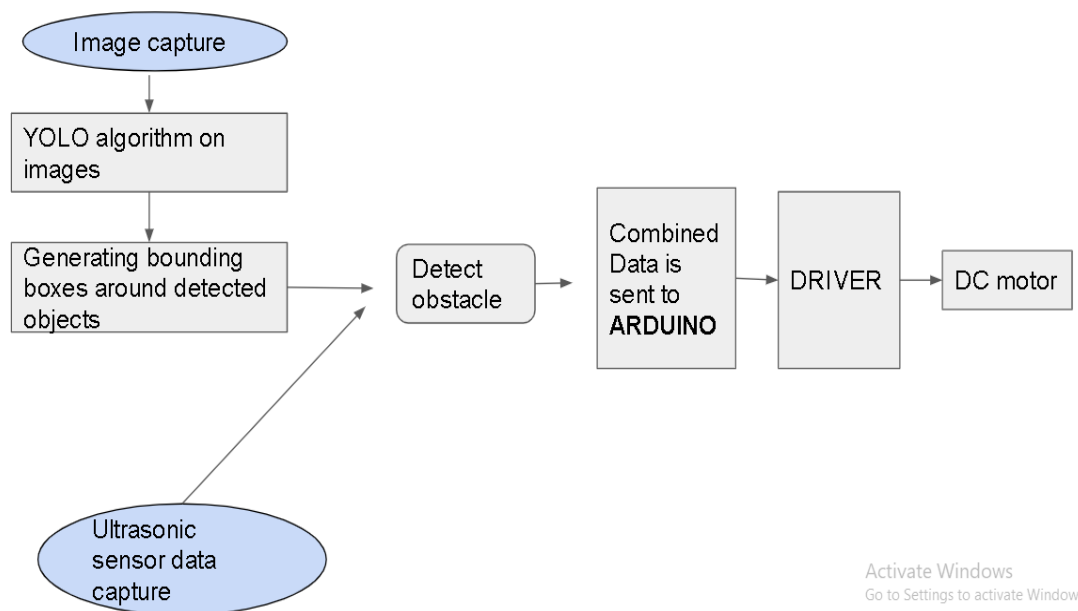 Image capture
YOLO algorithm on
images
Generating bounding
boxes around detected
objects
Detect
obstacle
Combined
Data is
sent to
ARDUINO
DRIVER
DC motor
Ultrasonic
sensor data
capture
Activate Windows
Go to Settings to activate Window